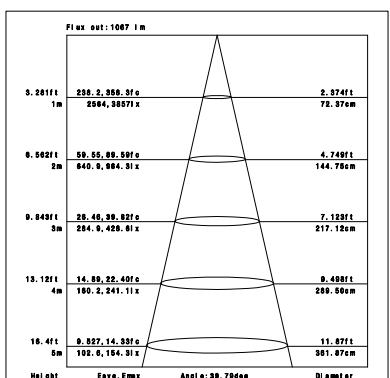 Flux out:1067 lm
3.281ft 238.2,358.3fc 2.374ft
1m 2564,3857lx 72.37cm
6.562ft 59.55,89.59fc 4.749ft
2m 640.9,964.3lx 144.75cm
9.843ft 26.46,39.82fc 7.123ft
3m 284.9,428.6lx 217.12cm
13.12ft 14.89,22.40fc 9.498ft
4m 160.2,241.1lx 289.50cm
16.4ft 9.527,14.33fc 11.87ft
5m 102.6,154.3lx 361.87cm
Height Eave,Emax Angle:39.79deg Diameter